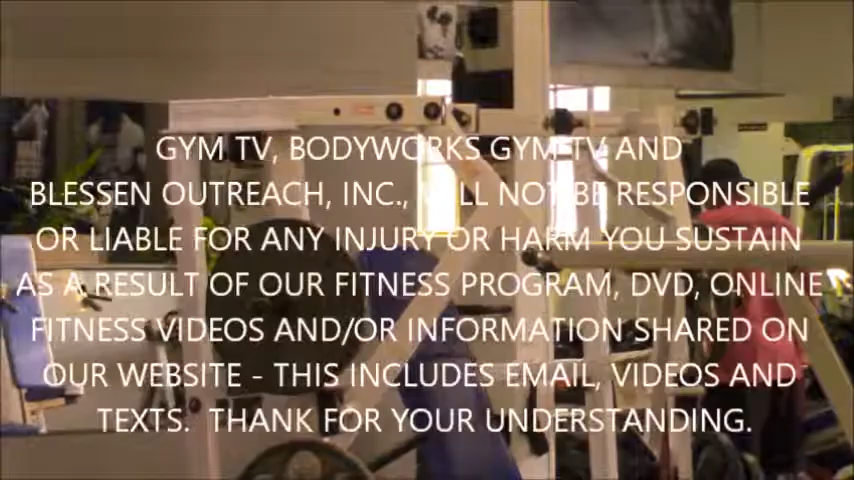 GYM TV, BODYWORKS GYM TV AND
BLESSEN OUTREACH, INC., WILL NOT BE RESPONSIBLE
OR LIABLE FOR ANY INJURY OR HARM YOU SUSTAIN
AS A RESULT OF OUR FITNESS PROGRAM, DVD, ONLINE
FITNESS VIDEOS AND/OR INFORMATION SHARED ON
OUR WEBSITE - THIS INCLUDES EMAIL, VIDEOS AND
TEXTS. THANK FOR YOUR UNDERSTANDING.